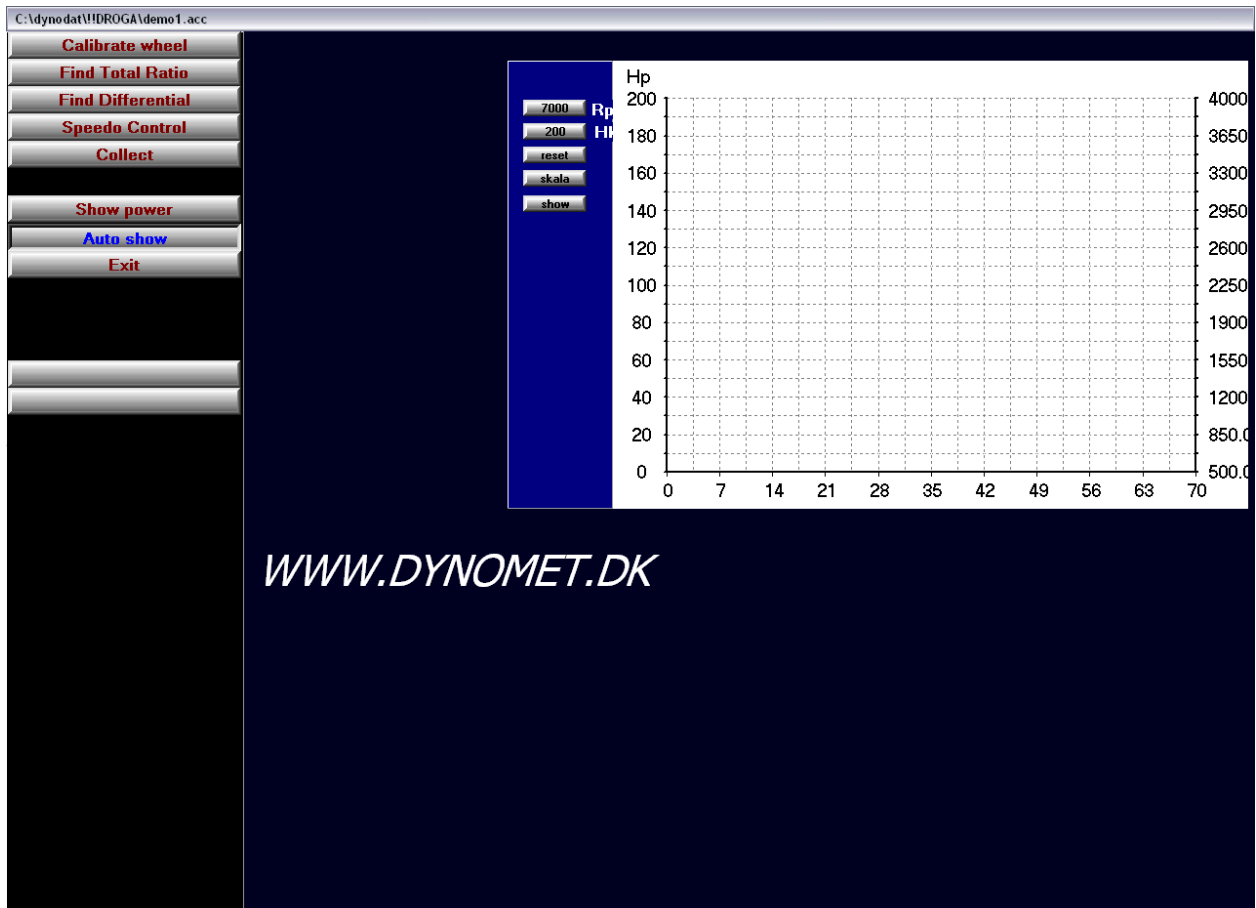 C:\dynodat\!!DROGA\demo1.acc
Calibrate wheel
Find Total Ratio
Find Differential
Speedo Control
Collect
Show power
Auto show
Exit
7000 Rp
200 Hk
reset
skala
show
Hp
200
180
160
140
120
100
80
60
40
20
0
4000
3650
3300
2950
2600
2250
1900
1550
1200
850.0
500.0
0 7 14 21 28 35 42 49 56 63 70
WWW.DYNOMET.DK